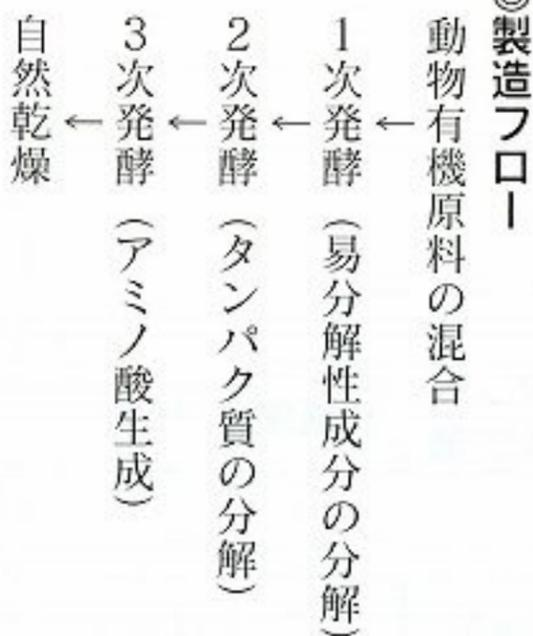 ◎製造フロー
動物有機原料の混合
↓
1次発酵（易分解性成分の分解）
↓
2次発酵（タンパク質の分解）
↓
3次発酵（アミノ酸生成）
↓
自然乾燥